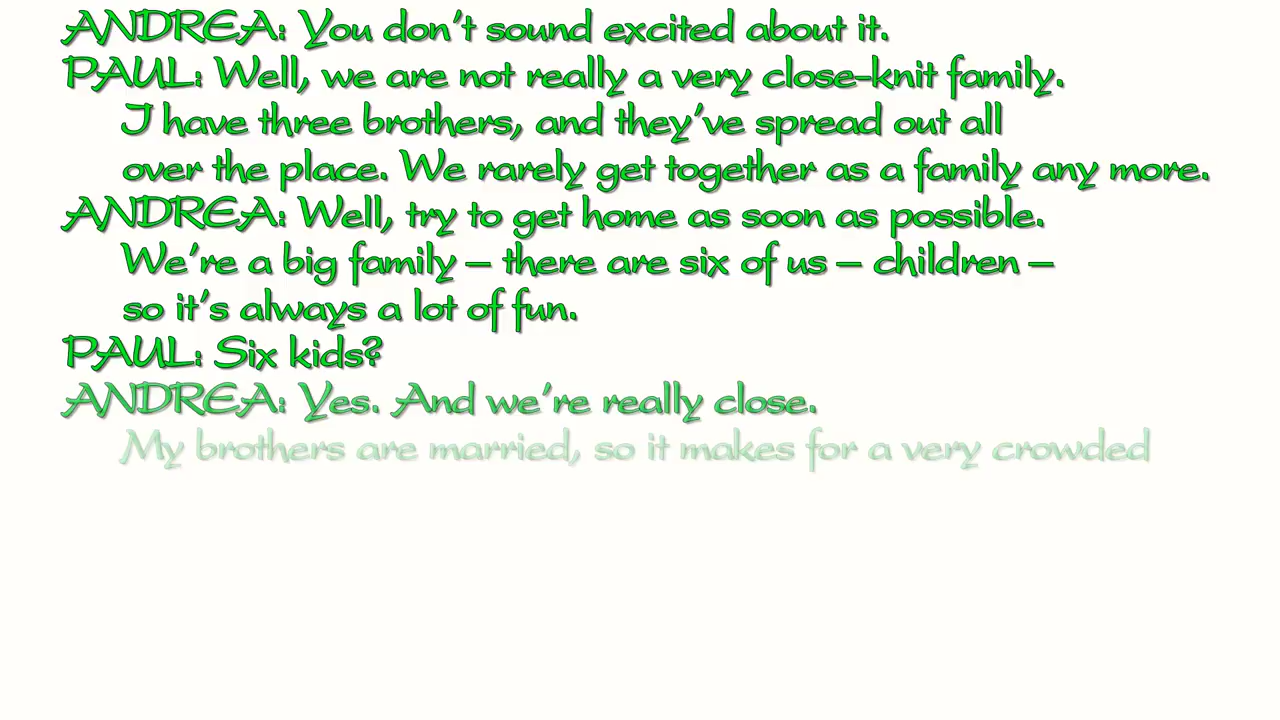 ANDREA: You don't sound excited about it.
PAUL: Well, we are not really a very close-knit family.
I have three brothers, and they've spread out all
over the place. We rarely get together as a family any more.
ANDREA: Well, try to get home as soon as possible.
We're a big family – there are six of us – children –
so it's always a lot of fun.
PAUL: Six kids?
ANDREA: Yes. And we're really close.
My brothers are married, so it makes for a very crowded